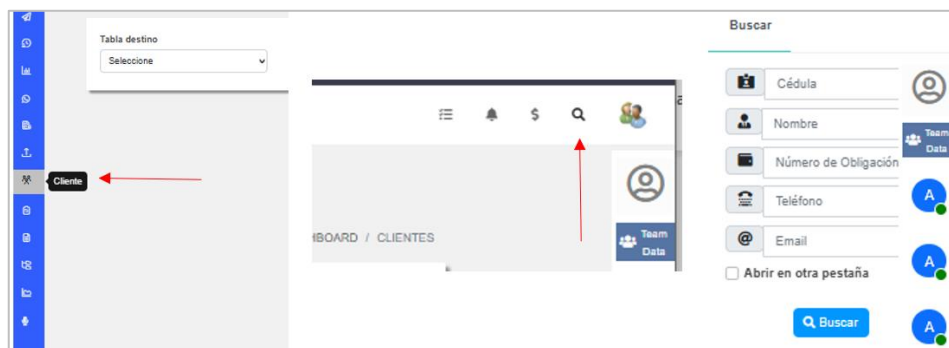 Tabla destino
Seleccione
Cliente
DASHBOARD / CLIENTES
Team
Data
Buscar
Cédula
Nombre
Número de Obligación
Teléfono
@ Email
Abrir en otra pestaña
Buscar
Team
Data
A
A
A